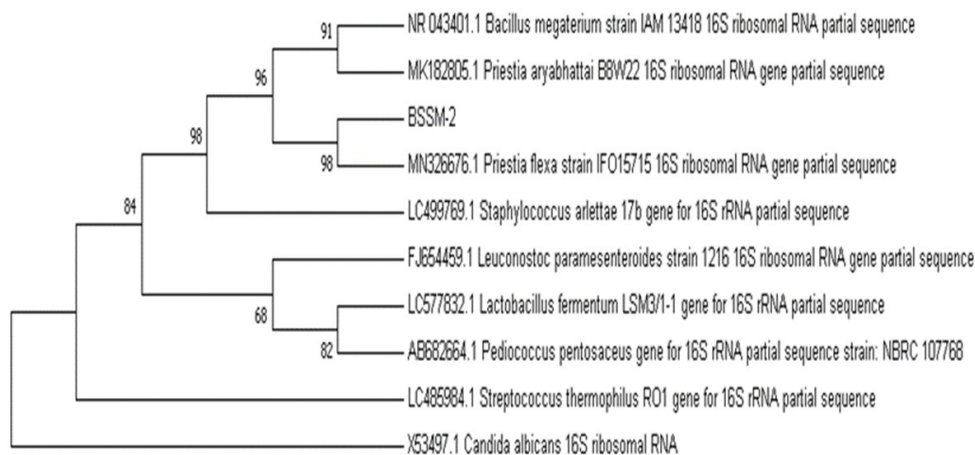 NR 043401.1 Bacillus megaterium strain IAM 13418 16S ribosomal RNA partial sequence
91
MK182805.1 Priestia aryabhattai B8W22 16S ribosomal RNA gene partial sequence
96
BSSM-2
98
MN326676.1 Priestia flexa strain IFO15715 16S ribosomal RNA gene partial sequence
98
84
LC499769.1 Staphylococcus arlettae 17b gene for 16S rRNA partial sequence
FJ654459.1 Leuconostoc paramesenteroides strain 1216 16S ribosomal RNA gene partial sequence
LC577832.1 Lactobacillus fermentum LSM3/1-1 gene for 16S rRNA partial sequence
68
AB682664.1 Pediococcus pentosaceus gene for 16S rRNA partial sequence strain: NBRC 107768
82
LC485984.1 Streptococcus thermophilus RO1 gene for 16S rRNA partial sequence
X53497.1 Candida albicans 16S ribosomal RNA